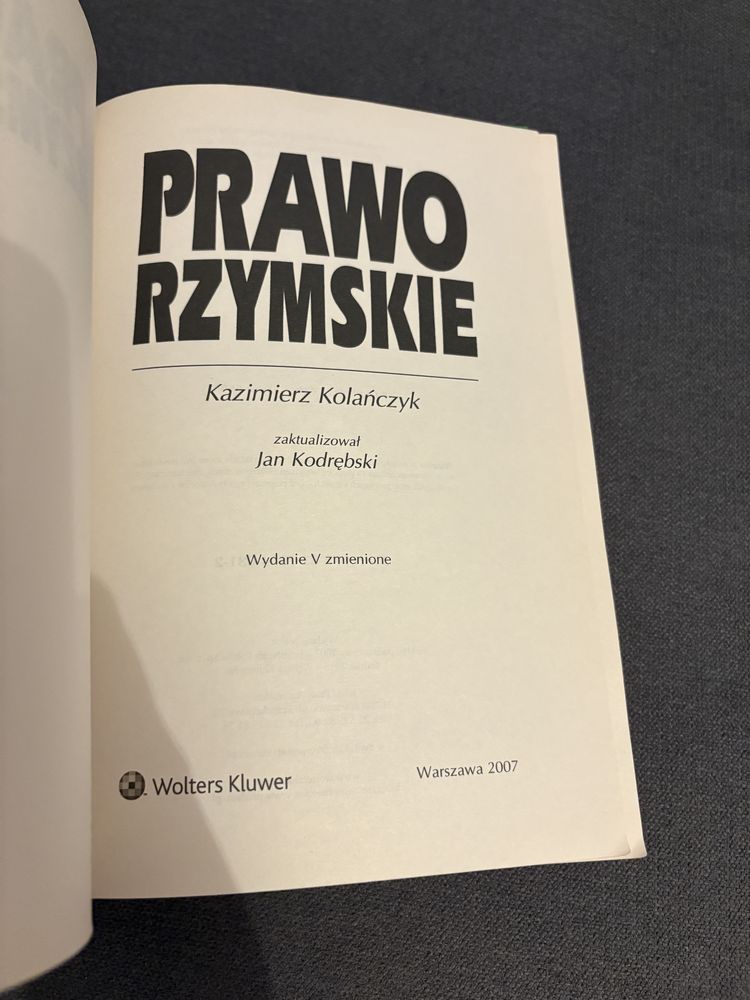 PRAWO
RZYMSKIE
Kazimierz Kolańczyk
zaktualizował
Jan Kodrębski
Wydanie V zmienione
Wolters Kluwer
Warszawa 2007